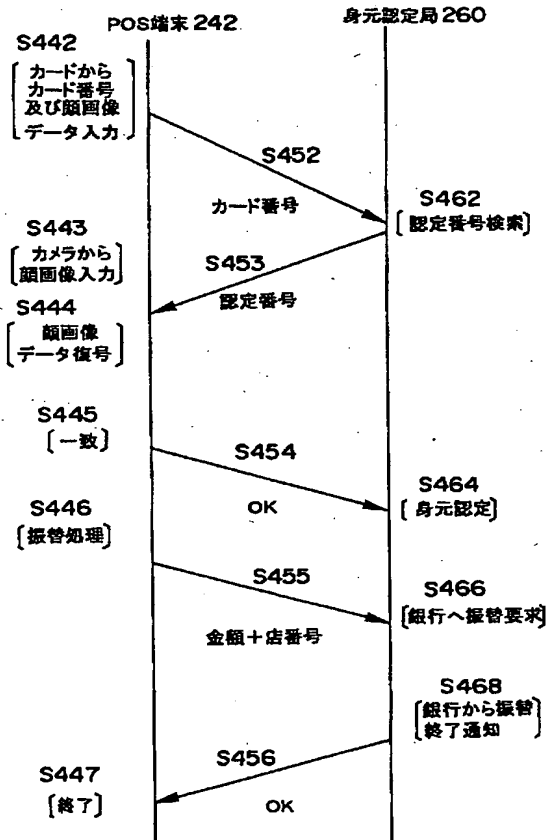 POS端末242
身元認定局260
S442
カードから
カード番号
及び顔画像
データ入力
S452
カード番号
S462
認定番号検索
S443
カメラから
顔画像入力
S453
認定番号
S444
顔画像
データ復号
S445
一致
S454
OK
S464
身元認定
S446
振替処理
S455
金額+店番号
S466
銀行へ振替要求
S468
銀行から振替
終了通知
S456
OK
S447
終了